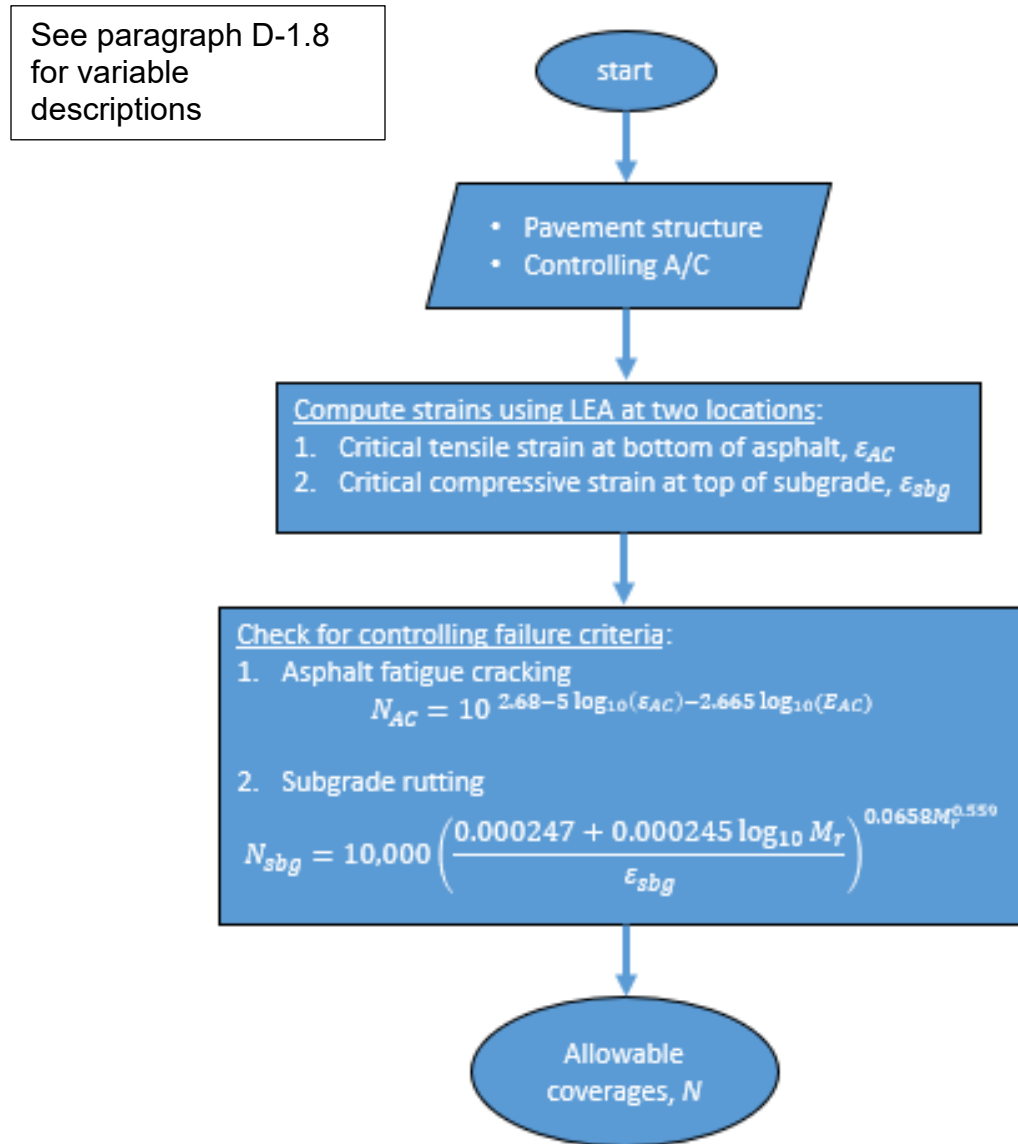 See paragraph D-1.8
for variable
descriptions
start
• Pavement structure
• Controlling A/C
Compute strains using LEA at two locations:
1. Critical tensile strain at bottom of asphalt, ε_AC
2. Critical compressive strain at top of subgrade, ε_sbg
Check for controlling failure criteria:
1. Asphalt fatigue cracking
N_AC = 10^(2.68−5 log₁₀(ε_AC)−2.665 log₁₀(E_AC))
2. Subgrade rutting
N_sbg = 10,000 ((0.000247 + 0.000245 log₁₀ M_r) / ε_sbg)^(0.0658M_r^0.559)
Allowable
coverages, N